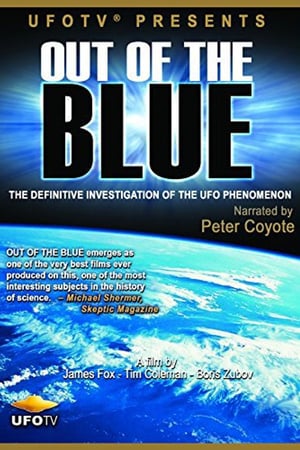 UFOTV® PRESENTS
OUT OF THE
BLUE
THE DEFINITIVE INVESTIGATION OF THE UFO PHENOMENON
Narrated by
Peter Coyote
OUT OF THE BLUE emerges as
one of the very best films ever
produced on this, one of the most
interesting subjects in the history
of science. – Michael Shermer,
Skeptic Magazine
A film by
James Fox - Tim Coleman - Boris Zubov
UFOTV